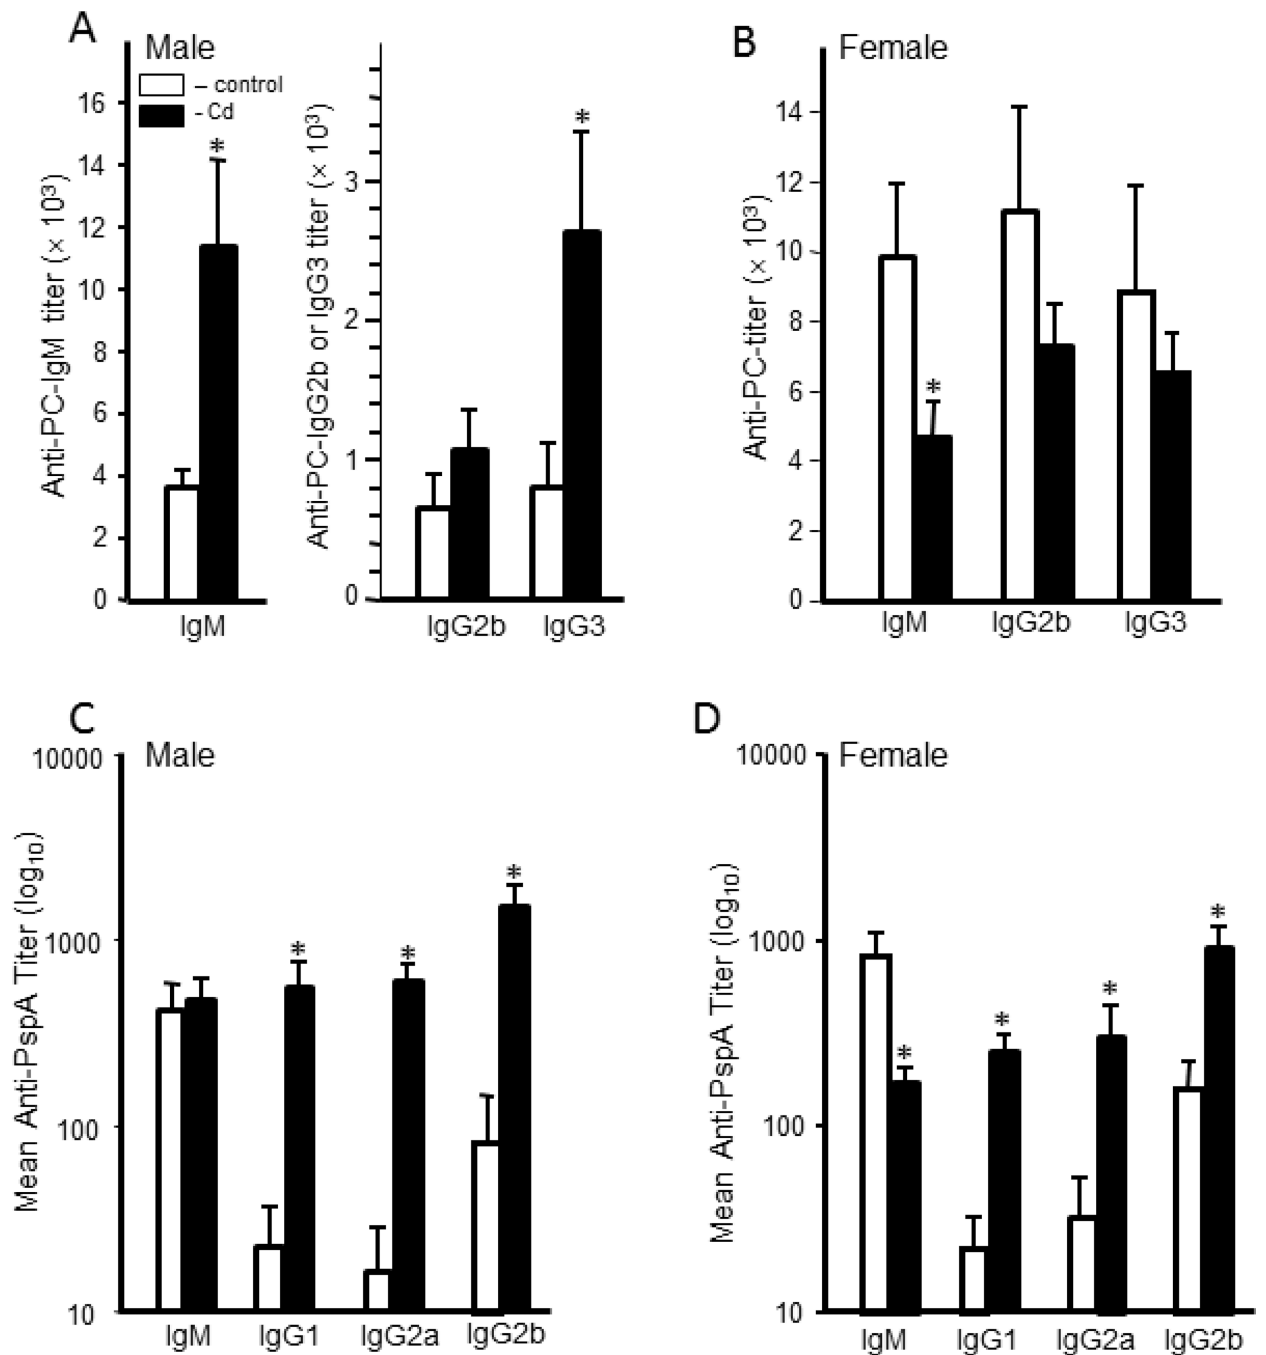 A
Male
– control
- Cd
*
*
16
14
12
10
8
6
4
2
0
Anti-PC-IgM titer (× 10³)
IgM
3
2
1
0
Anti-PC-IgG2b or IgG3 titer (× 10³)
IgG2b IgG3
B
Female
14
12
10
8
6
4
2
0
Anti-PC-titer (× 10³)
*
IgM IgG2b IgG3
C
Male
10000
1000
100
10
Mean Anti-PspA Titer (log₁₀)
* * *
IgM IgG1 IgG2a IgG2b
D
Female
10000
1000
100
10
Mean Anti-PspA Titer (log₁₀)
* * * *
IgM IgG1 IgG2a IgG2b